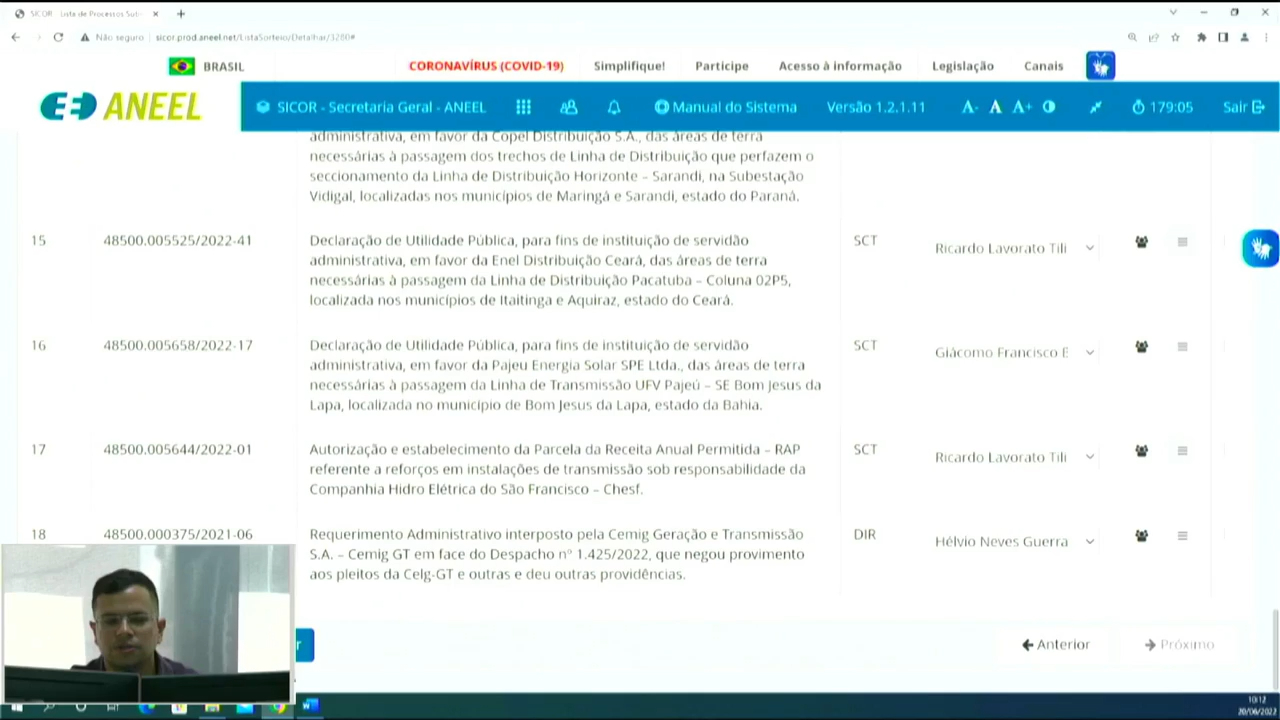 SICOR - Lista de Processos Sub
Não seguro
sicor.prod.aneel.net/ListaSorteio/Detalhar/3280#
BRASIL
CORONAVÍRUS (COVID-19)
Simplifique!
Participe
Acesso à informação
Legislação
Canais
ANEEL
SICOR - Secretaria Geral - ANEEL
Manual do Sistema
Versão 1.2.1.11
A-
A
A+
179:05
Sair
administrativa, em favor da Copel Distribuição S.A., das áreas de terra
necessárias à passagem dos trechos de Linha de Distribuição que perfazem o
seccionamento da Linha de Distribuição Horizonte – Sarandi, na Subestação
Vidigal, localizadas nos municípios de Maringá e Sarandi, estado do Paraná.
15
48500.005525/2022-41
Declaração de Utilidade Pública, para fins de instituição de servidão
administrativa, em favor da Enel Distribuição Ceará, das áreas de terra
necessárias à passagem da Linha de Distribuição Pacatuba – Coluna 02P5,
localizada nos municípios de Itaitinga e Aquiraz, estado do Ceará.
SCT
Ricardo Lavorato Tili
16
48500.005658/2022-17
Declaração de Utilidade Pública, para fins de instituição de servidão
administrativa, em favor da Pajeu Energia Solar SPE Ltda., das áreas de terra
necessárias à passagem da Linha de Transmissão UFV Pajeú – SE Bom Jesus da
Lapa, localizada no município de Bom Jesus da Lapa, estado da Bahia.
SCT
Giácomo Francisco B
17
48500.005644/2022-01
Autorização e estabelecimento da Parcela da Receita Anual Permitida – RAP
referente a reforços em instalações de transmissão sob responsabilidade da
Companhia Hidro Elétrica do São Francisco – Chesf.
SCT
Ricardo Lavorato Tili
18
48500.000375/2021-06
Requerimento Administrativo interposto pela Cemig Geração e Transmissão
S.A. – Cemig GT em face do Despacho nº 1.425/2022, que negou provimento
aos pleitos da Celg-GT e outras e deu outras providências.
DIR
Hélvio Neves Guerra
r
Anterior
Próximo
10:12
20/06/2022